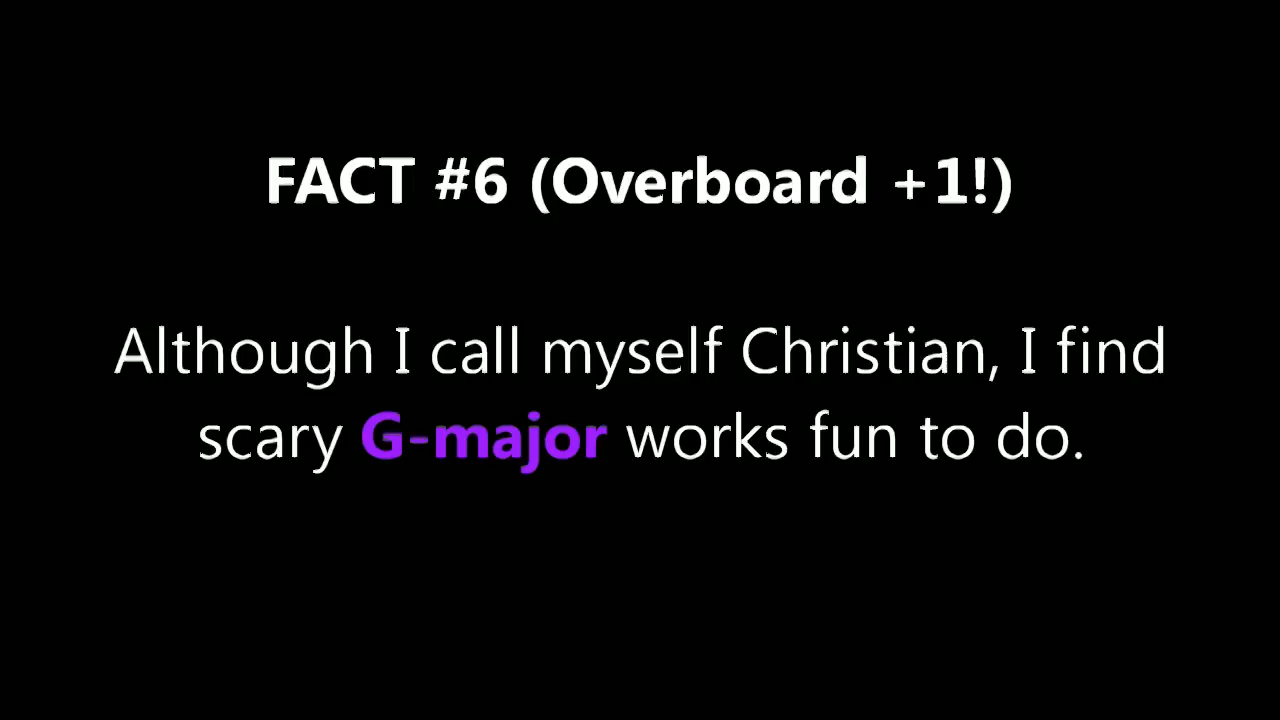 FACT #6 (Overboard +1!)
Although I call myself Christian, I find
scary G-major works fun to do.